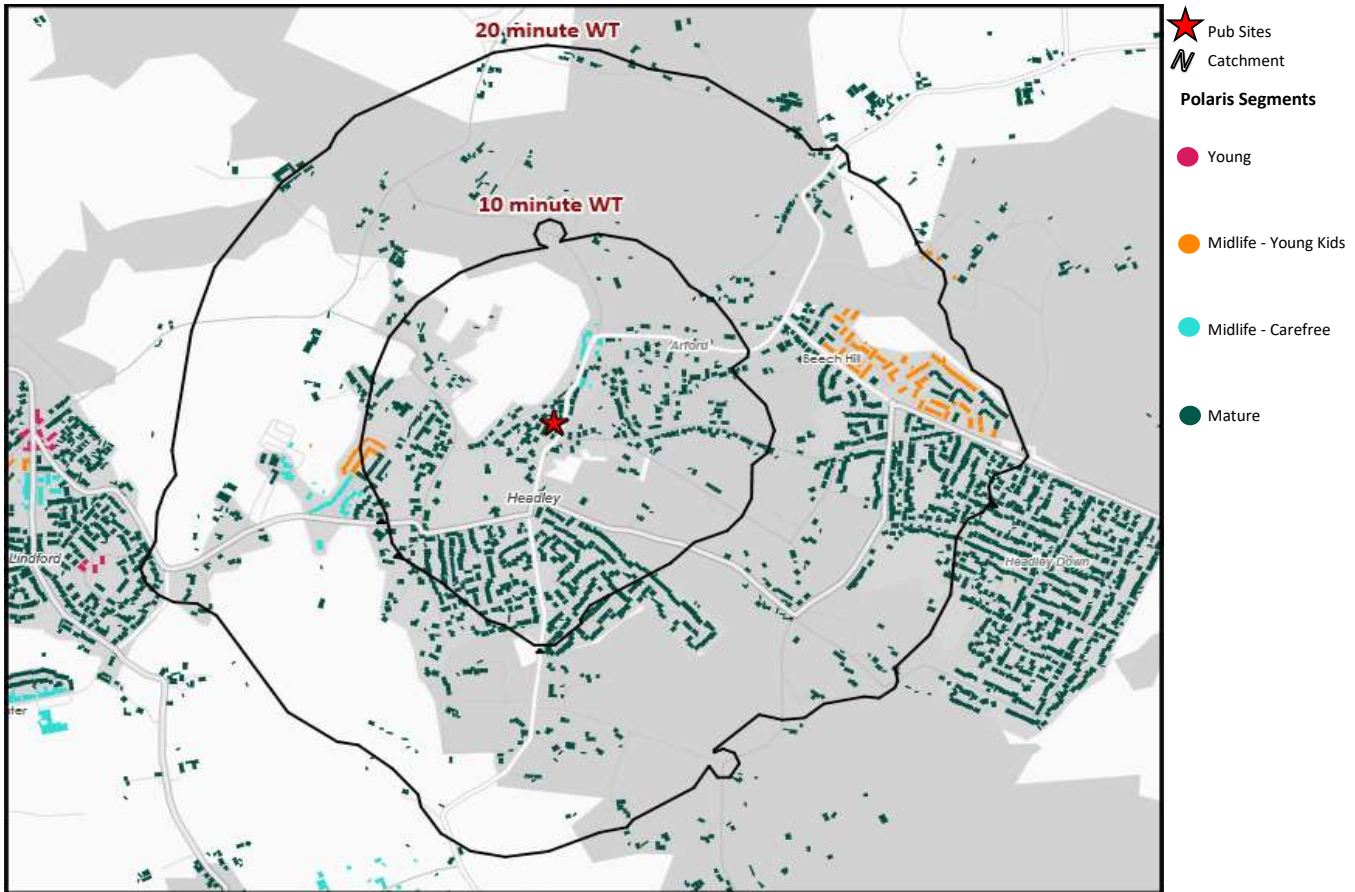 20 minute WT
10 minute WT
Arford
Beech Hill
Headley
Lindford
Headley Down
ater
Pub Sites
Catchment
Polaris Segments
Young
Midlife - Young Kids
Midlife - Carefree
Mature